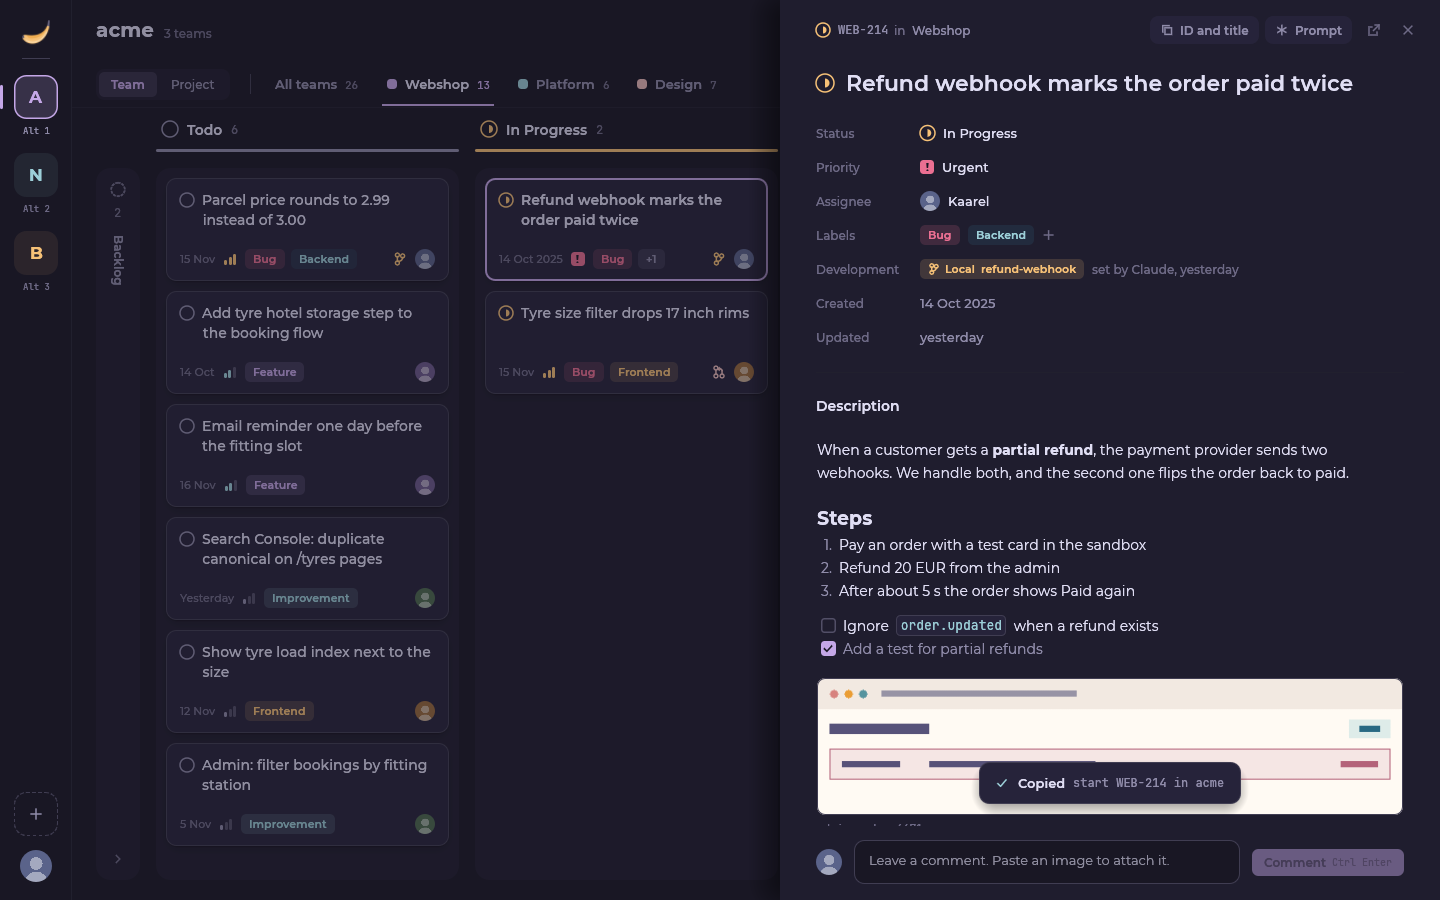 acme 3 teams
Team Project All teams 26 Webshop 13 Platform 6 Design 7
A
Alt 1
N
Alt 2
B
Alt 3
+
2
Backlog
Todo 6
Parcel price rounds to 2.99
instead of 3.00
15 Nov Bug Backend
Add tyre hotel storage step to
the booking flow
14 Oct Feature
Email reminder one day before
the fitting slot
16 Nov Feature
Search Console: duplicate
canonical on /tyres pages
Yesterday Improvement
Show tyre load index next to the
size
12 Nov Frontend
Admin: filter bookings by fitting
station
5 Nov Improvement
In Progress 2
Refund webhook marks the
order paid twice
14 Oct 2025 ! Bug +1
Tyre size filter drops 17 inch rims
15 Nov Bug Frontend
WEB-214 in Webshop ID and title Prompt
Refund webhook marks the order paid twice
Status In Progress
Priority ! Urgent
Assignee Kaarel
Labels Bug Backend +
Development Local refund-webhook set by Claude, yesterday
Created 14 Oct 2025
Updated yesterday
Description
When a customer gets a partial refund, the payment provider sends two
webhooks. We handle both, and the second one flips the order back to paid.
Steps
1. Pay an order with a test card in the sandbox
2. Refund 20 EUR from the admin
3. After about 5 s the order shows Paid again
Ignore order.updated when a refund exists
Add a test for partial refunds
Copied start WEB-214 in acme
Leave a comment. Paste an image to attach it.
Comment Ctrl Enter